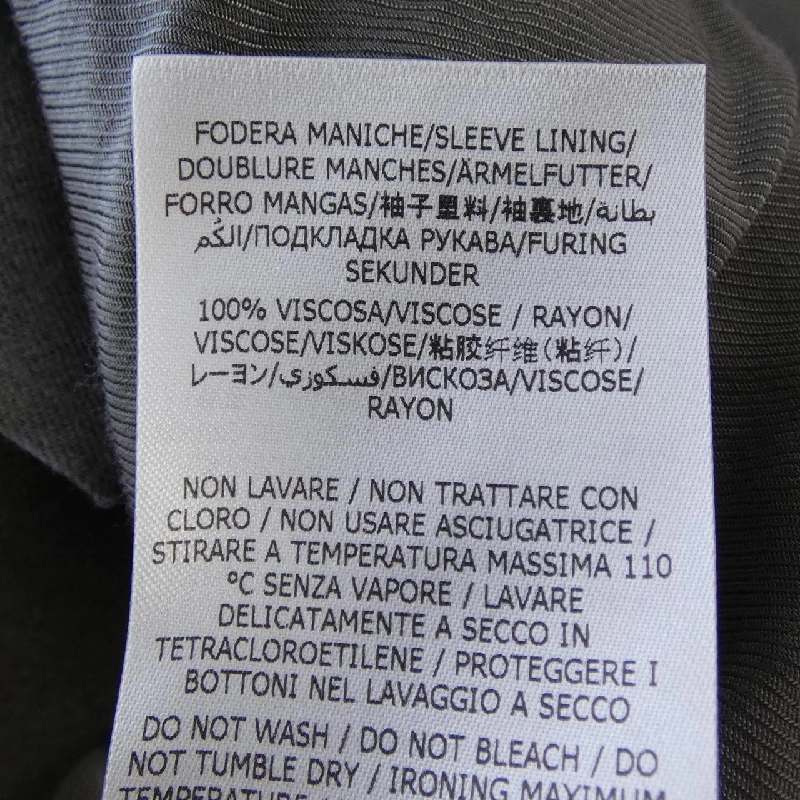 FODERA MANICHE/SLEEVE LINING/
DOUBLURE MANCHES/ÄRMELFUTTER/
FORRO MANGAS/袖子里料/袖裏地/بطانة
الكُم/ПОДКЛАДКА РУКАВА/FURING
SEKUNDER
100% VISCOSA/VISCOSE / RAYON/
VISCOSE/VISKOSE/粘胶纤维(粘纤)/
レーヨン/فسكوزي/ВИСКОЗА/VISCOSE/
RAYON
NON LAVARE / NON TRATTARE CON
CLORO / NON USARE ASCIUGATRICE /
STIRARE A TEMPERATURA MASSIMA 110
°C SENZA VAPORE / LAVARE
DELICATAMENTE A SECCO IN
TETRACLOROETILENE / PROTEGGERE I
BOTTONI NEL LAVAGGIO A SECCO
DO NOT WASH / DO NOT BLEACH / DO
NOT TUMBLE DRY / IRONING MAXIMUM
TEMPERATURE